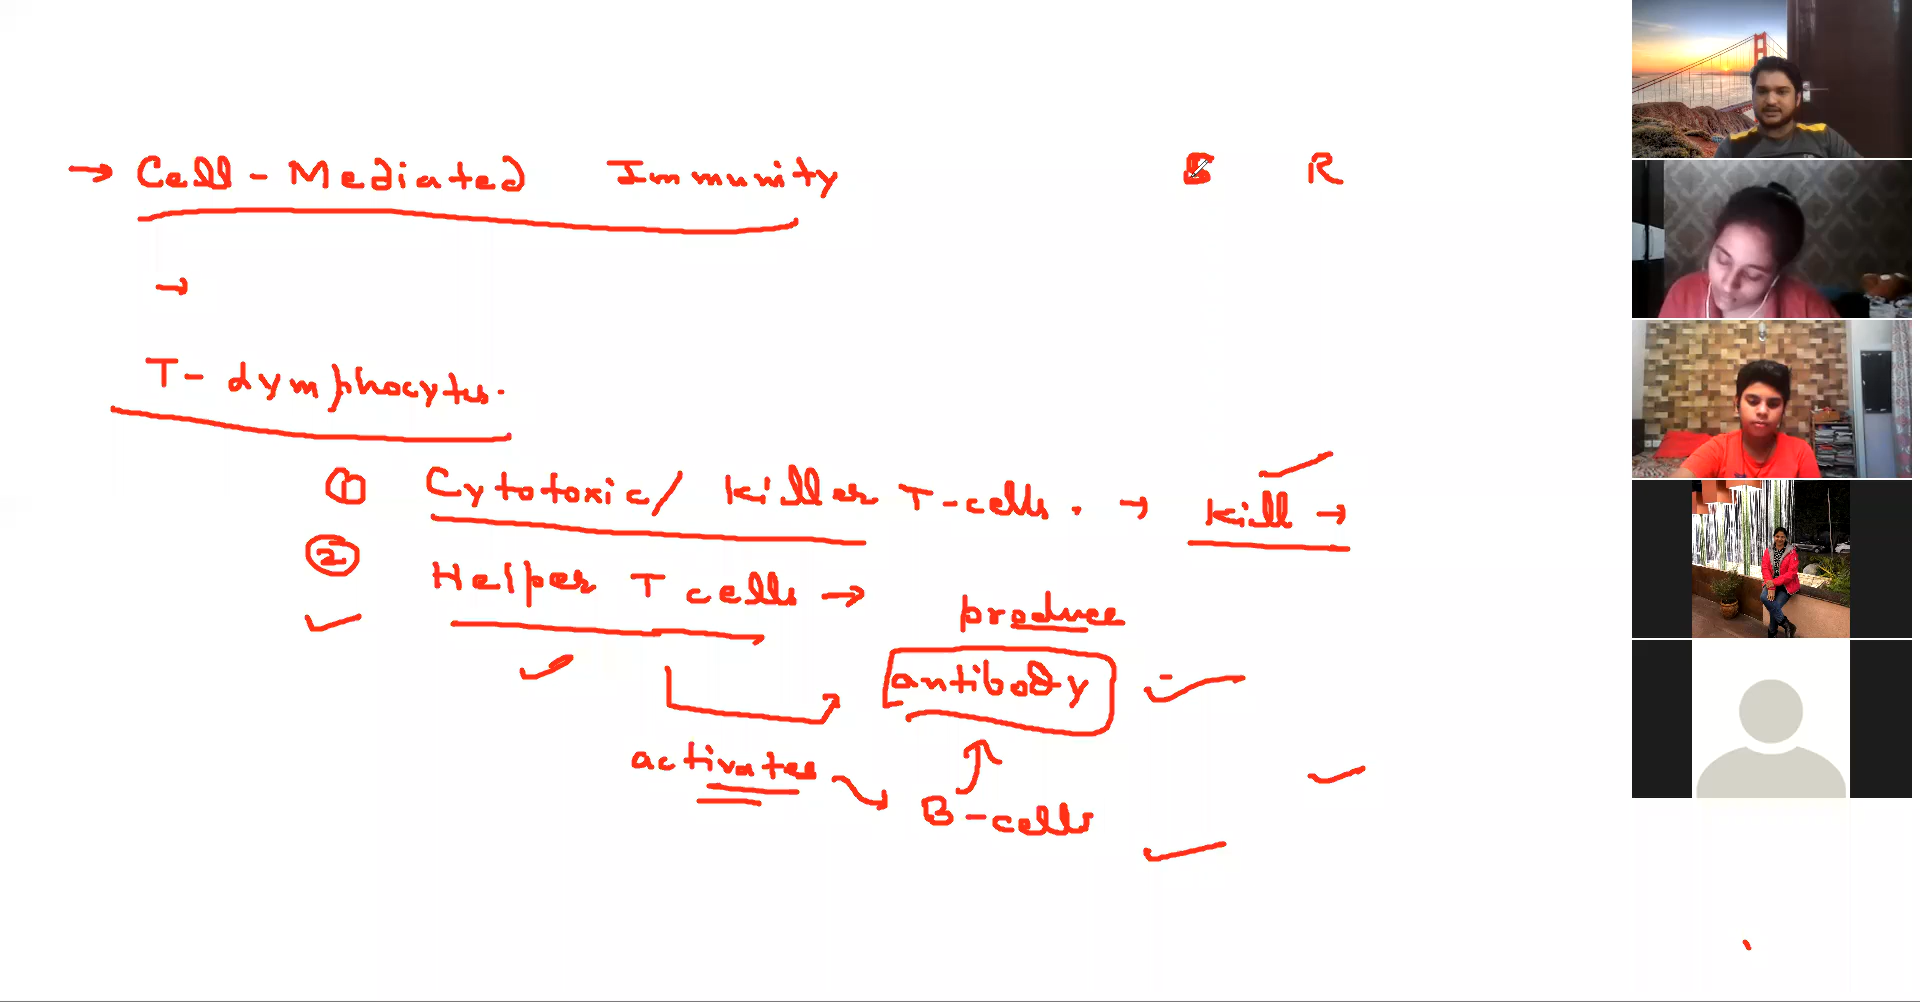 → Cell - Mediated Immunity R
→
T - Lymphocytes.
① Cytotoxic / Killer T-cells. → Kill →
② Helper T cells →
produce
antibody
activates
B-cells